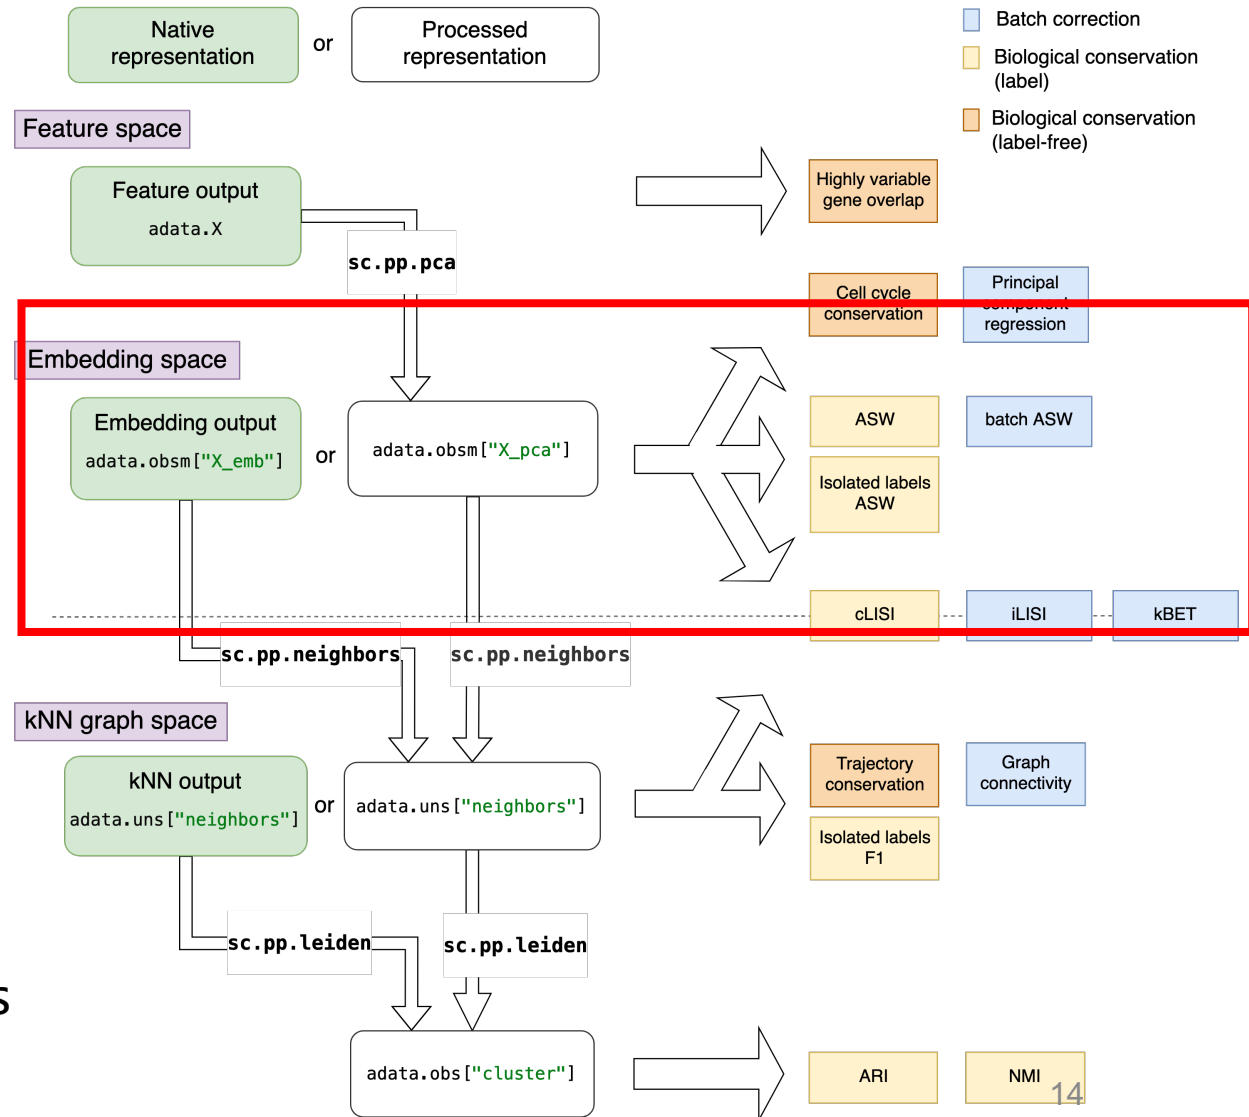 Native
representation
or
Processed
representation
Batch correction
Biological conservation
(label)
Biological conservation
(label-free)
Feature space
Feature output
adata.X
sc.pp.pca
Highly variable
gene overlap
Cell cycle
conservation
Principal
component
regression
Embedding space
Embedding output
adata.obsm["X_emb"]
or
adata.obsm["X_pca"]
ASW
batch ASW
Isolated labels
ASW
cLISI
iLISI
kBET
sc.pp.neighbors
sc.pp.neighbors
kNN graph space
kNN output
adata.uns["neighbors"]
or
adata.uns["neighbors"]
Trajectory
conservation
Graph
connectivity
Isolated labels
F1
sc.pp.leiden
sc.pp.leiden
s
adata.obs["cluster"]
ARI
NMI
14